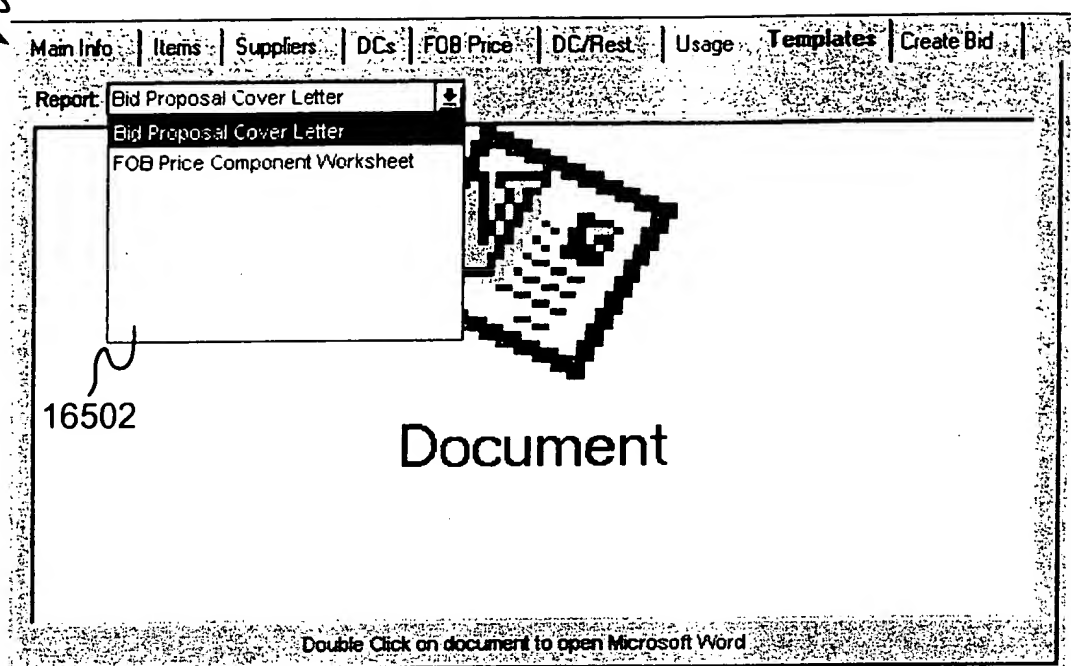 Main Info Items Suppliers DCs FOB Price DC/Rest. Usage Templates Create Bid
Report: Bid Proposal Cover Letter
Bid Proposal Cover Letter
FOB Price Component Worksheet
16502
Document
Double Click on document to open Microsoft Word